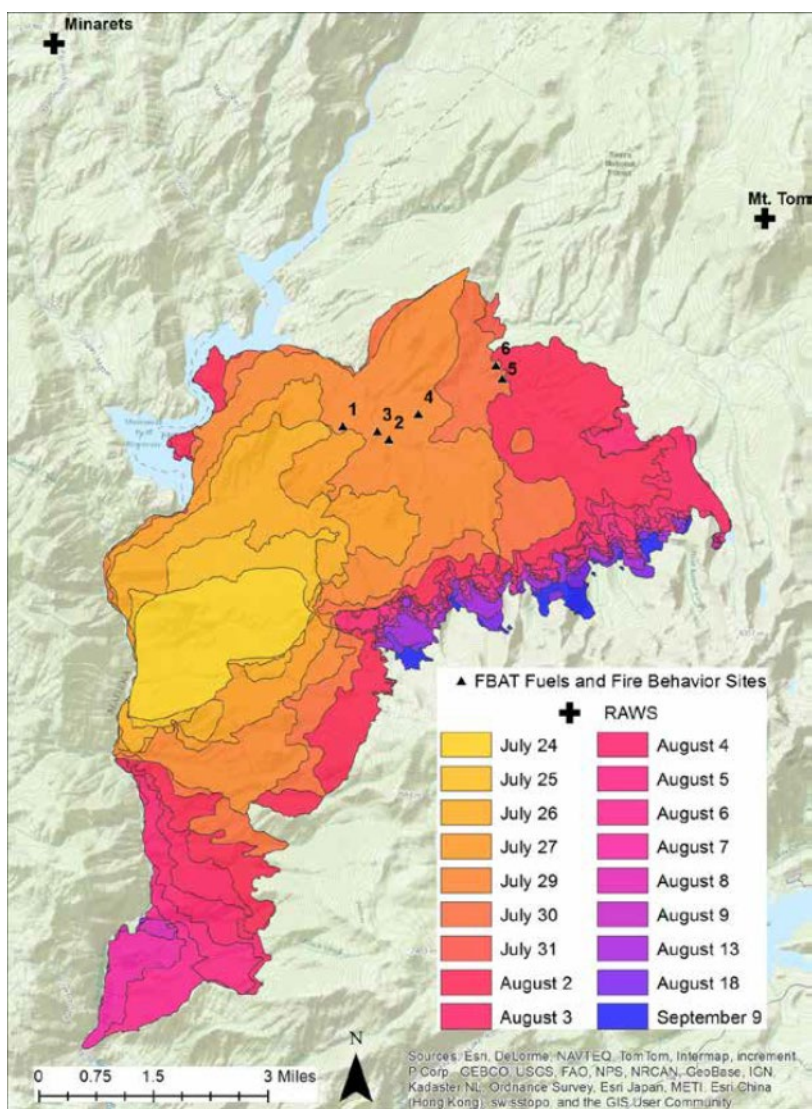 Minarets
Mt. Tom
6
5
4
1
3
2
FBAT Fuels and Fire Behavior Sites
RAWS
July 24
July 25
July 26
July 27
July 29
July 30
July 31
August 2
August 3
August 4
August 5
August 6
August 7
August 8
August 9
August 13
August 18
September 9
N
0 0.75 1.5 3 Miles
Sources: Esri, DeLorme, NAVTEQ, TomTom, Intermap, increment
P Corp., GEBCO, USGS, FAO, NPS, NRCAN, GeoBase, IGN,
Kadaster NL, Ordnance Survey, Esri Japan, METI, Esri China
(Hong Kong), swisstopo, and the GIS User Community